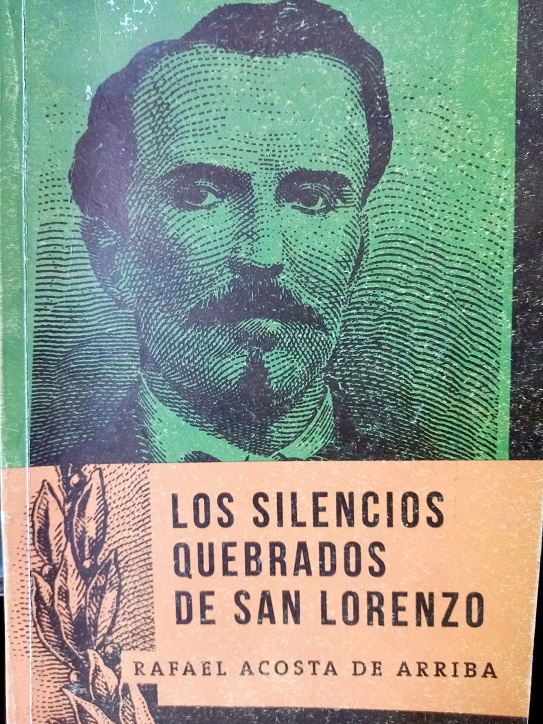 LOS SILENCIOS
QUEBRADOS
DE SAN LORENZO
RAFAEL ACOSTA DE ARRIBA